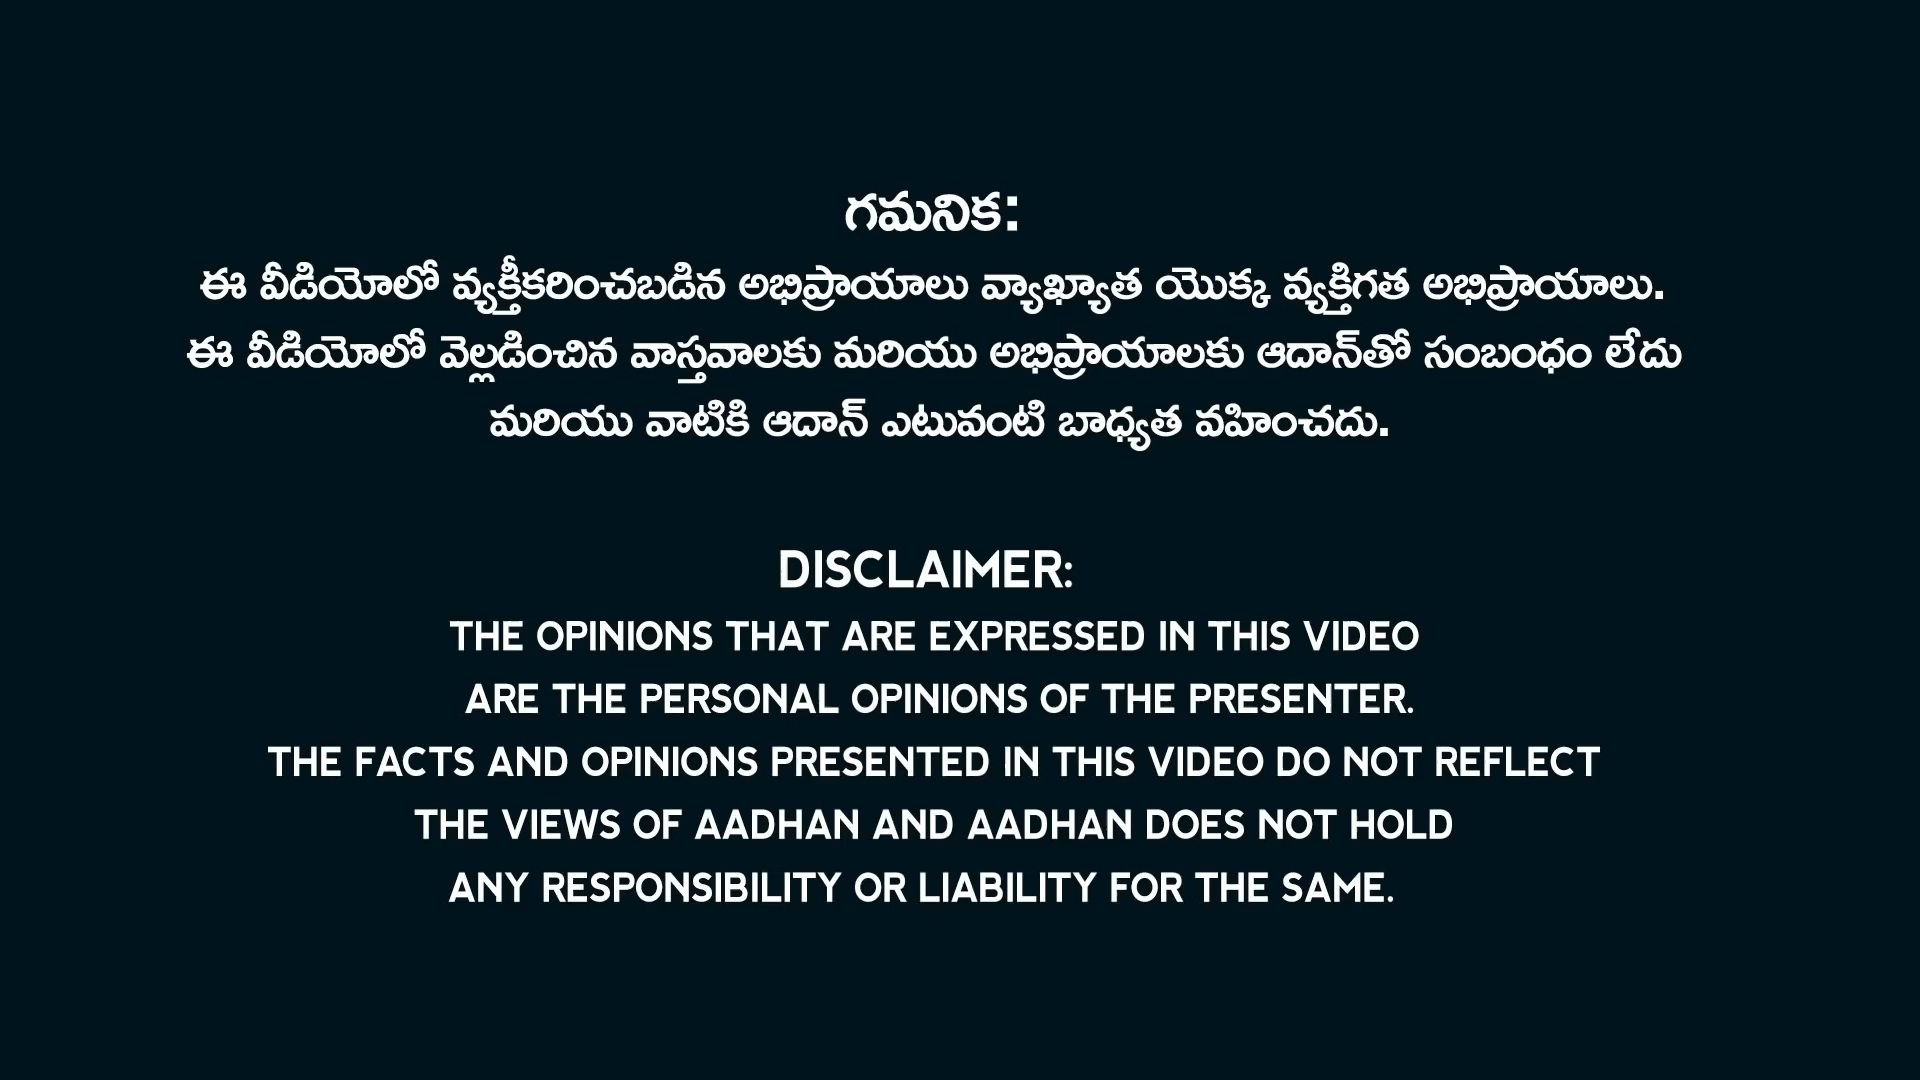 గమనిక:
ఈ వీడియోలో వ్యక్తీకరించబడిన అభిప్రాయాలు వ్యాఖ్యాత యొక్క వ్యక్తిగత అభిప్రాయాలు.
ఈ వీడియోలో వెల్లడించిన వాస్తవాలకు మరియు అభిప్రాయాలకు ఆదాన్‌తో సంబంధం లేదు
మరియు వాటికి ఆదాన్ ఎటువంటి బాధ్యత వహించదు.
DISCLAIMER:
THE OPINIONS THAT ARE EXPRESSED IN THIS VIDEO
ARE THE PERSONAL OPINIONS OF THE PRESENTER.
THE FACTS AND OPINIONS PRESENTED IN THIS VIDEO DO NOT REFLECT
THE VIEWS OF AADHAN AND AADHAN DOES NOT HOLD
ANY RESPONSIBILITY OR LIABILITY FOR THE SAME.